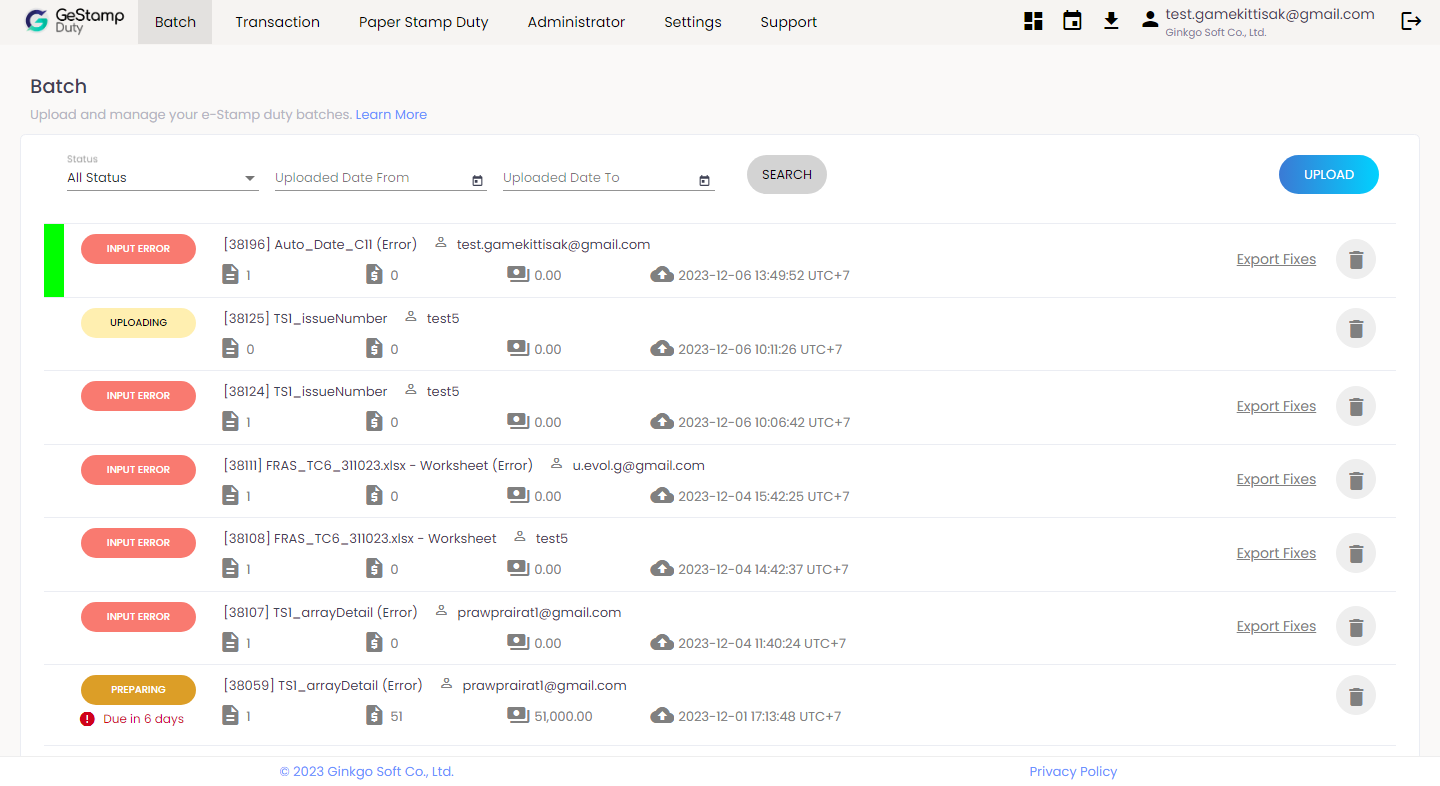 GeStamp
Duty
Batch
Transaction
Paper Stamp Duty
Administrator
Settings
Support
test.gamekittisak@gmail.com
Ginkgo Soft Co., Ltd.
Batch
Upload and manage your e-Stamp duty batches. Learn More
Status
All Status
Uploaded Date From
Uploaded Date To
SEARCH
UPLOAD
INPUT ERROR
[38196] Auto_Date_C11 (Error) test.gamekittisak@gmail.com
1 0 0.00 2023-12-06 13:49:52 UTC+7
Export Fixes
UPLOADING
[38125] TS1_issueNumber test5
0 0 0.00 2023-12-06 10:11:26 UTC+7
INPUT ERROR
[38124] TS1_issueNumber test5
1 0 0.00 2023-12-06 10:06:42 UTC+7
Export Fixes
INPUT ERROR
[38111] FRAS_TC6_311023.xlsx - Worksheet (Error) u.evol.g@gmail.com
1 0 0.00 2023-12-04 15:42:25 UTC+7
Export Fixes
INPUT ERROR
[38108] FRAS_TC6_311023.xlsx - Worksheet test5
1 0 0.00 2023-12-04 14:42:37 UTC+7
Export Fixes
INPUT ERROR
[38107] TS1_arrayDetail (Error) prawprairat1@gmail.com
1 0 0.00 2023-12-04 11:40:24 UTC+7
Export Fixes
PREPARING
[38059] TS1_arrayDetail (Error) prawprairat1@gmail.com
Due in 6 days
1 51 51,000.00 2023-12-01 17:13:48 UTC+7
© 2023 Ginkgo Soft Co., Ltd.
Privacy Policy